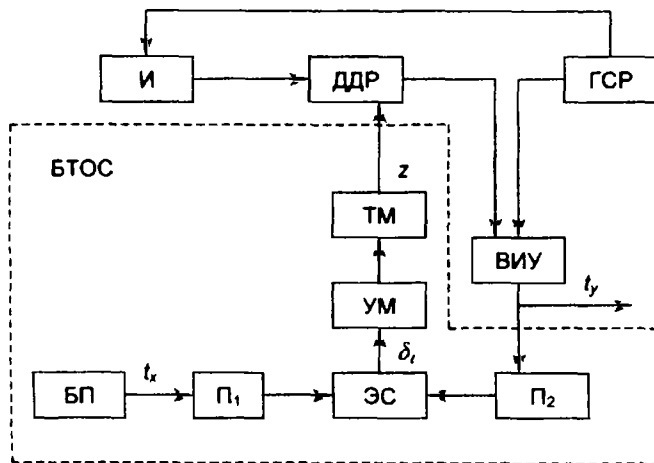 И
ДДР
ГСР
БТОС
z
ТМ
ВИУ
t_y
УМ
δ_t
БП
t_x
П₁
ЭС
П₂